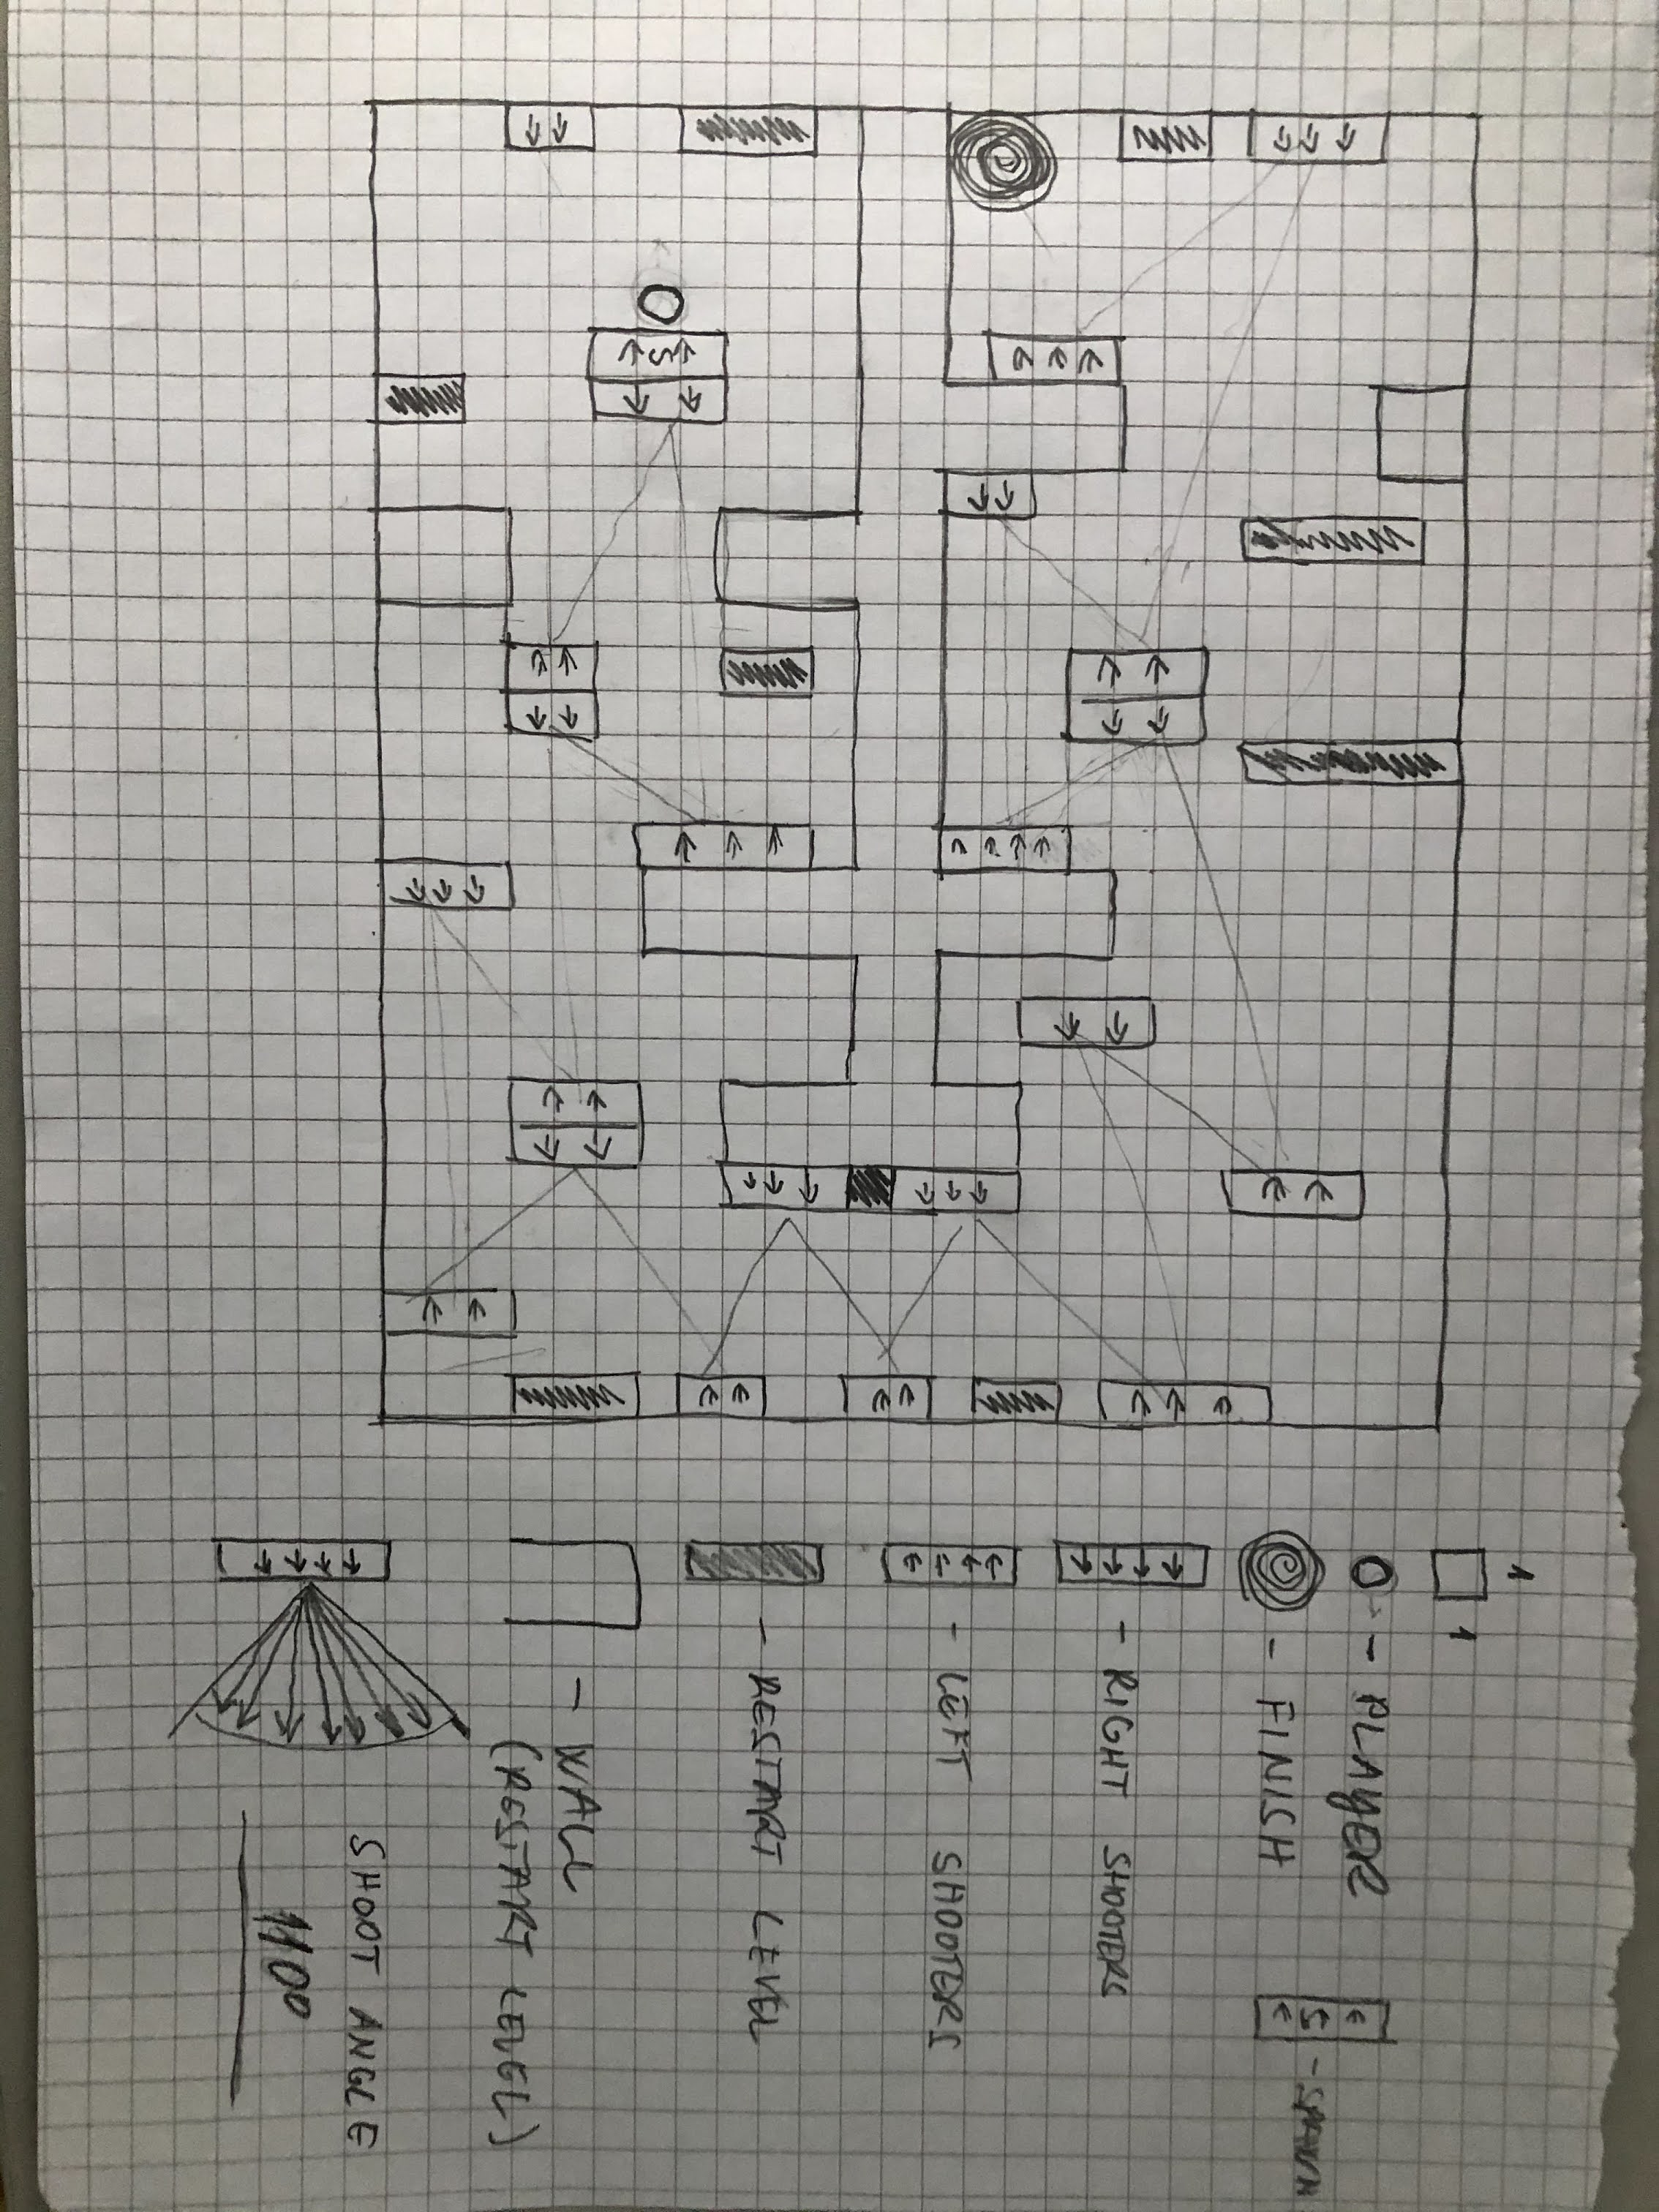 1
1
- PLAYER
- FINISH
S - SPAWN
- RIGHT SHOOTERS
- LEFT SHOOTERS
- RESTART LEVEL
S
- WALL
(RESTART LEVEL)
SHOOT ANGLE
110°